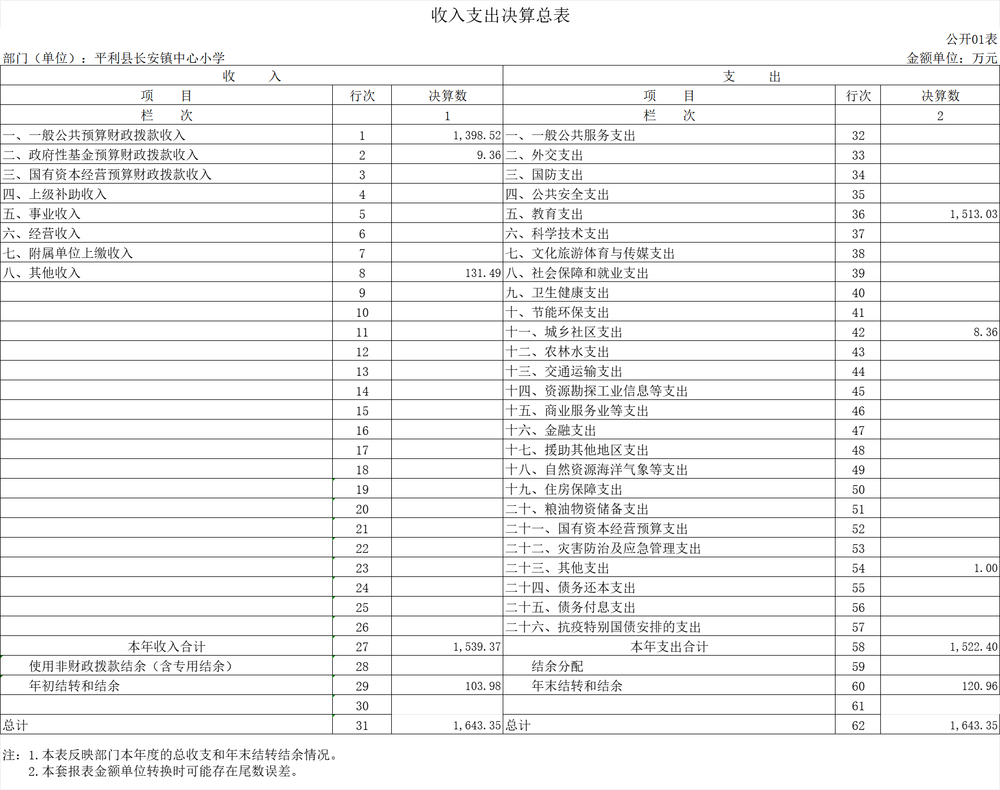 收入支出决算总表
公开01表
部门（单位）：平利县长安镇中心小学 金额单位：万元
收 入 支 出
项 目 行次 决算数 项 目 行次 决算数
栏 次 1 栏 次 2
一、一般公共预算财政拨款收入 1 1,398.52 一、一般公共服务支出 32
二、政府性基金预算财政拨款收入 2 9.36 二、外交支出 33
三、国有资本经营预算财政拨款收入 3 三、国防支出 34
四、上级补助收入 4 四、公共安全支出 35
五、事业收入 5 五、教育支出 36 1,513.03
六、经营收入 6 六、科学技术支出 37
七、附属单位上缴收入 7 七、文化旅游体育与传媒支出 38
八、其他收入 8 131.49 八、社会保障和就业支出 39
9 九、卫生健康支出 40
10 十、节能环保支出 41
11 十一、城乡社区支出 42 8.36
12 十二、农林水支出 43
13 十三、交通运输支出 44
14 十四、资源勘探工业信息等支出 45
15 十五、商业服务业等支出 46
16 十六、金融支出 47
17 十七、援助其他地区支出 48
18 十八、自然资源海洋气象等支出 49
19 十九、住房保障支出 50
20 二十、粮油物资储备支出 51
21 二十一、国有资本经营预算支出 52
22 二十二、灾害防治及应急管理支出 53
23 二十三、其他支出 54 1.00
24 二十四、债务还本支出 55
25 二十五、债务付息支出 56
26 二十六、抗疫特别国债安排的支出 57
本年收入合计 27 1,539.37 本年支出合计 58 1,522.40
使用非财政拨款结余（含专用结余） 28 结余分配 59
年初结转和结余 29 103.98 年末结转和结余 60 120.96
30 61
总计 31 1,643.35 总计 62 1,643.35
注：1.本表反映部门本年度的总收支和年末结转结余情况。
2.本套报表金额单位转换时可能存在尾数误差。